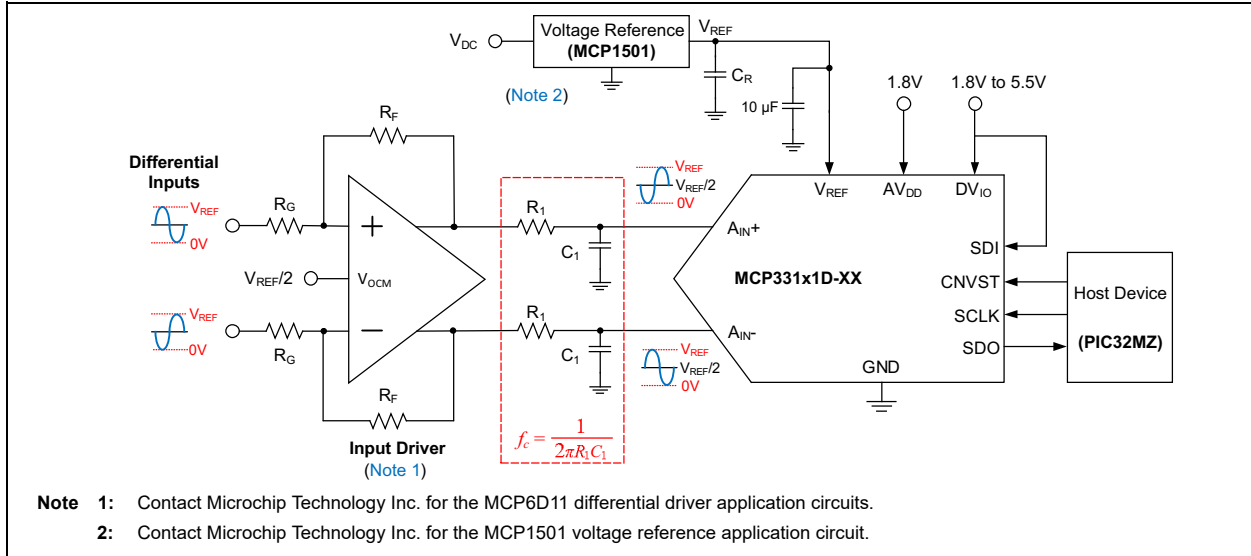 Voltage Reference
(MCP1501)
V_DC
V_REF
C_R
(Note 2)
10 µF
1.8V
1.8V to 5.5V
R_F
Differential
Inputs
V_REF
0V
R_G
+
V_REF/2
V_OCM
V_REF
0V
R_G
−
R_F
Input Driver
(Note 1)
R_1
C_1
R_1
C_1
f_c = 1 / 2πR_1C_1
V_REF
V_REF/2
0V
A_IN+
V_REF
V_REF/2
0V
A_IN-
V_REF
AV_DD
DV_IO
SDI
MCP331x1D-XX
CNVST
SCLK
SDO
GND
Host Device
(PIC32MZ)
Note 1: Contact Microchip Technology Inc. for the MCP6D11 differential driver application circuits.
2: Contact Microchip Technology Inc. for the MCP1501 voltage reference application circuit.